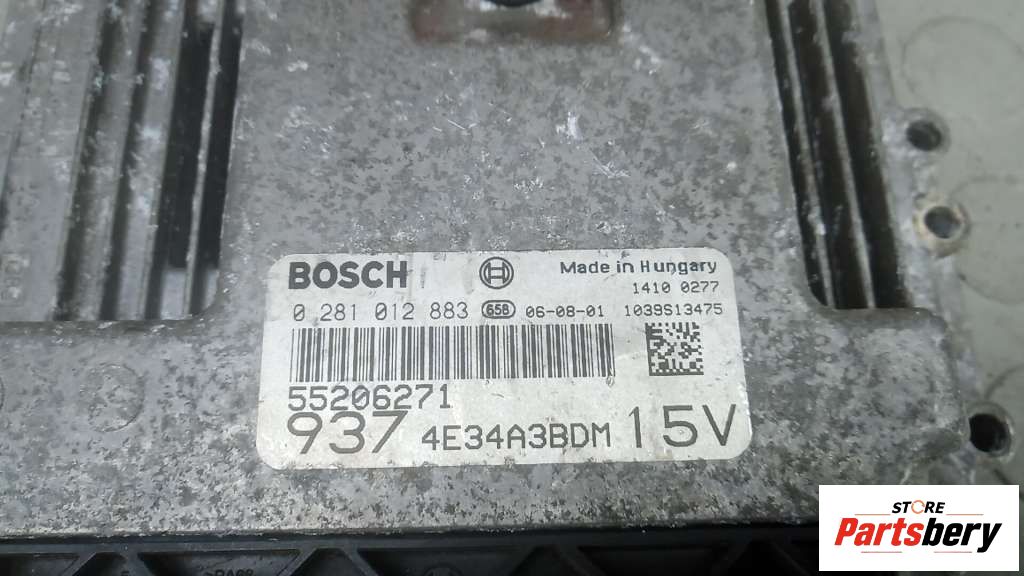 BOSCH Made in Hungary
1410 0277
0 281 012 883 658 06-08-01 1039S13475
55206271
937 4E34A3BDM 15V
STORE
Partsbery